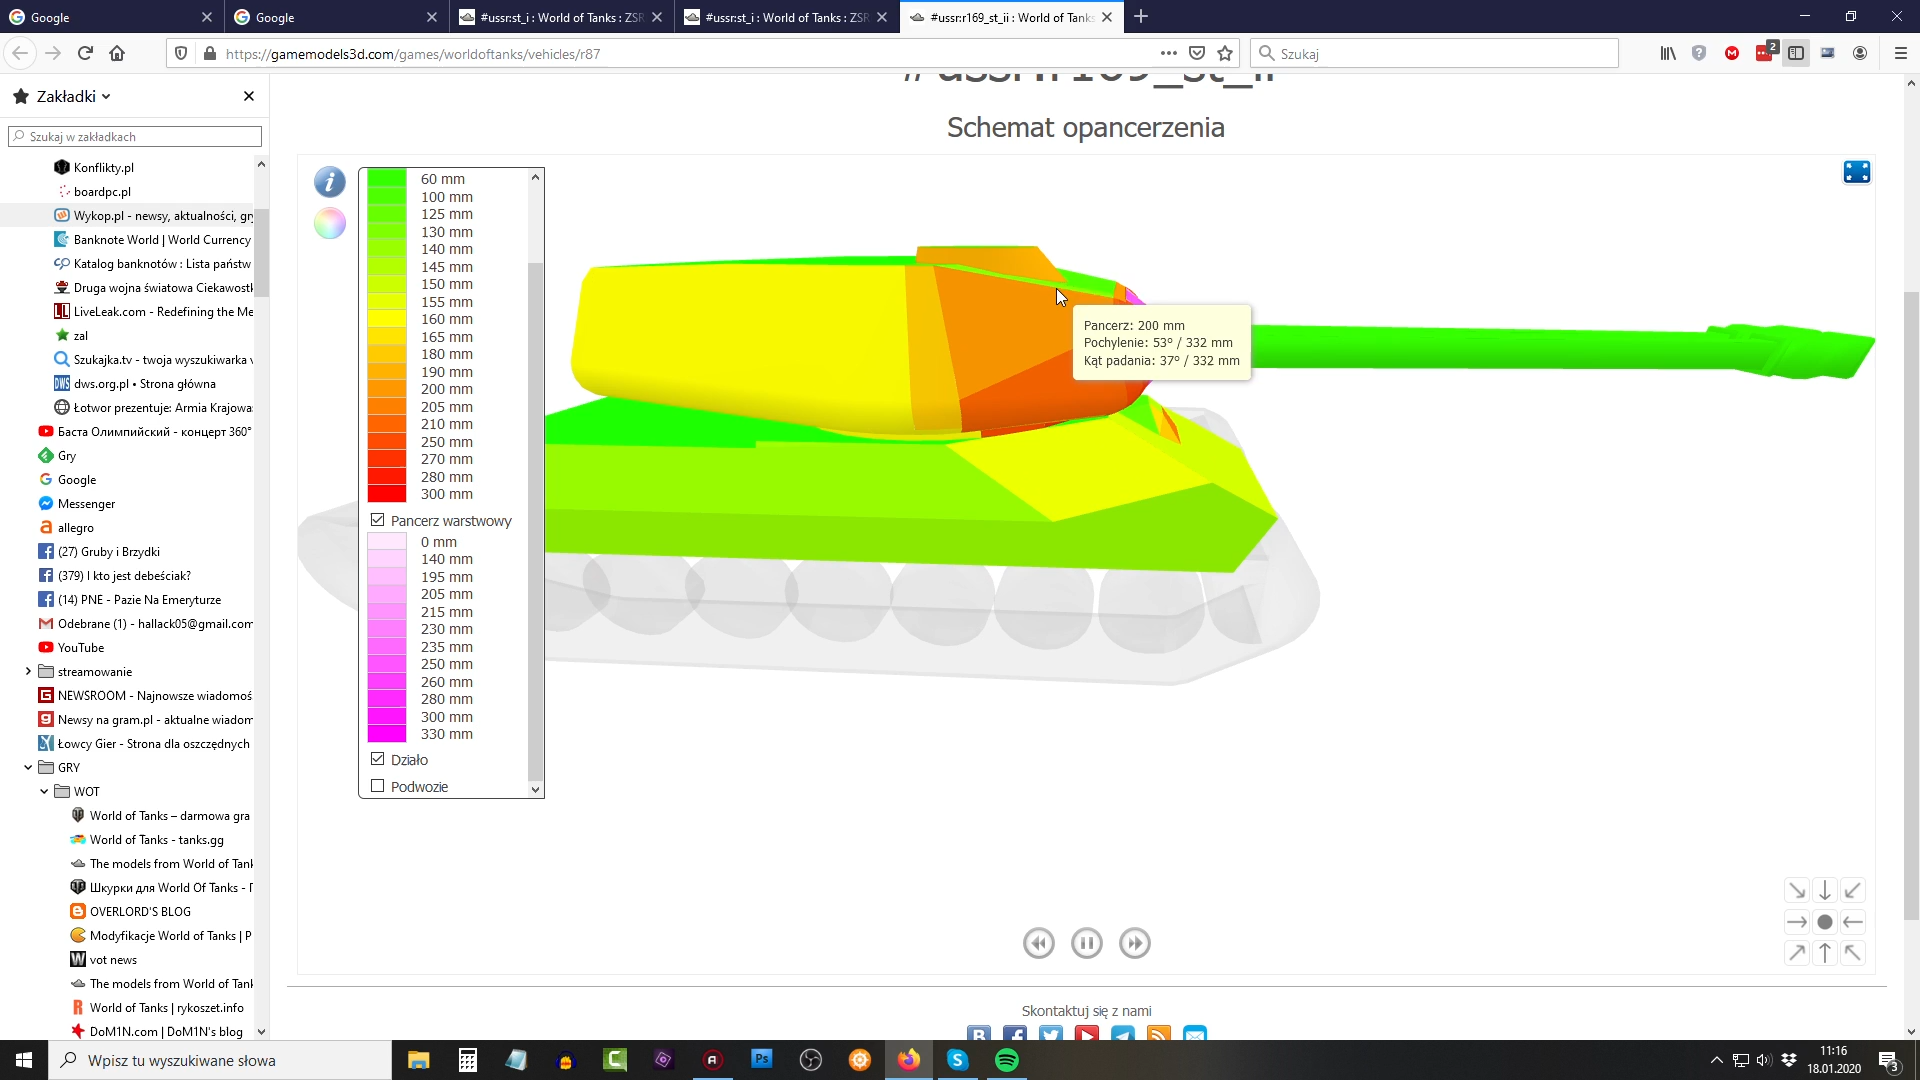 Google
Google
#ussr:st_i : World of Tanks : ZSR
#ussr:st_i : World of Tanks : ZSR
#ussr:r169_st_ii : World of Tanks
https://gamemodels3d.com/games/worldoftanks/vehicles/r87
Szukaj
2
Zakładki
Szukaj w zakładkach
Konflikty.pl
boardpc.pl
Wykop.pl - newsy, aktualności, gry
Banknote World | World Currency
Katalog banknotów : Lista państw
Druga wojna światowa Ciekawostk
LiveLeak.com - Redefining the Me
zal
Szukajka.tv - twoja wyszukiwarka v
dws.org.pl • Strona główna
Łotwor prezentuje: Armia Krajowa:
Баста Олимпийский - концерт 360°
Gry
Google
Messenger
allegro
(27) Gruby i Brzydki
(379) I kto jest debeściak?
(14) PNE - Pazie Na Emeryturze
Odebrane (1) - hallack05@gmail.com
YouTube
streamowanie
NEWSROOM - Najnowsze wiadomoś
Newsy na gram.pl - aktualne wiadom
Łowcy Gier - Strona dla oszczędnych
GRY
WOT
World of Tanks – darmowa gra
World of Tanks - tanks.gg
The models from World of Tank
Шкурки для World Of Tanks - Г
OVERLORD'S BLOG
Modyfikacje World of Tanks | P
vot news
The models from World of Tank
World of Tanks | rykoszet.info
DoM1N.com | DoM1N's blog
#ussr:r169_st_ii
Schemat opancerzenia
60 mm
100 mm
125 mm
130 mm
140 mm
145 mm
150 mm
155 mm
160 mm
165 mm
180 mm
190 mm
200 mm
205 mm
210 mm
250 mm
270 mm
280 mm
300 mm
Pancerz warstwowy
0 mm
140 mm
195 mm
205 mm
215 mm
230 mm
235 mm
250 mm
260 mm
280 mm
300 mm
330 mm
Działo
Podwozie
Pancerz: 200 mm
Pochylenie: 53º / 332 mm
Kąt padania: 37º / 332 mm
Skontaktuj się z nami
Wpisz tu wyszukiwane słowa
11:16
18.01.2020
3